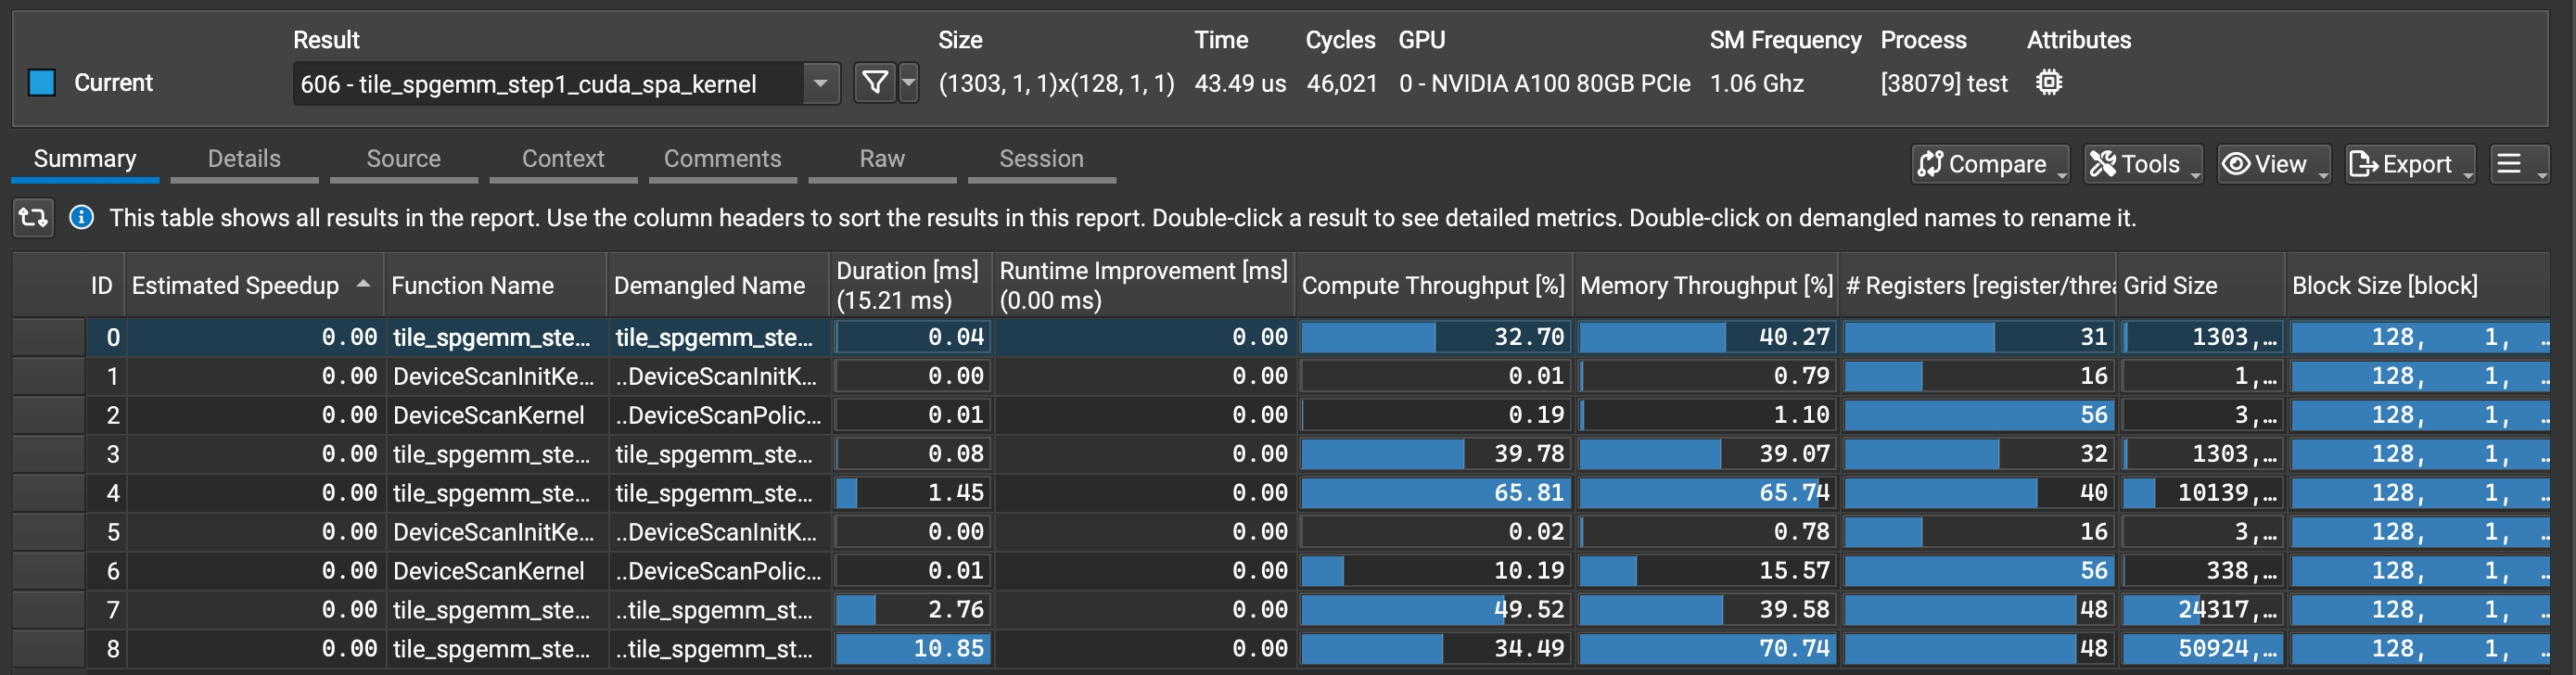 Result Size Time Cycles GPU SM Frequency Process Attributes
Current 606 - tile_spgemm_step1_cuda_spa_kernel (1303, 1, 1)x(128, 1, 1) 43.49 us 46,021 0 - NVIDIA A100 80GB PCIe 1.06 Ghz [38079] test
Summary Details Source Context Comments Raw Session Compare Tools View Export
This table shows all results in the report. Use the column headers to sort the results in this report. Double-click a result to see detailed metrics. Double-click on demangled names to rename it.
ID Estimated Speedup Function Name Demangled Name Duration [ms] (15.21 ms) Runtime Improvement [ms] (0.00 ms) Compute Throughput [%] Memory Throughput [%] # Registers [register/threa Grid Size Block Size [block]
0 0.00 tile_spgemm_ste... tile_spgemm_ste... 0.04 0.00 32.70 40.27 31 1303,... 128, 1, ..
1 0.00 DeviceScanInitKe... ..DeviceScanInitK... 0.00 0.00 0.01 0.79 16 1,... 128, 1, ..
2 0.00 DeviceScanKernel ..DeviceScanPolic... 0.01 0.00 0.19 1.10 56 3,... 128, 1, ..
3 0.00 tile_spgemm_ste... tile_spgemm_ste... 0.08 0.00 39.78 39.07 32 1303,... 128, 1, ..
4 0.00 tile_spgemm_ste... tile_spgemm_ste... 1.45 0.00 65.81 65.74 40 10139,... 128, 1, ..
5 0.00 DeviceScanInitKe... ..DeviceScanInitK... 0.00 0.00 0.02 0.78 16 3,... 128, 1, ..
6 0.00 DeviceScanKernel ..DeviceScanPolic... 0.01 0.00 10.19 15.57 56 338,... 128, 1, ..
7 0.00 tile_spgemm_ste... ..tile_spgemm_st... 2.76 0.00 49.52 39.58 48 24317,... 128, 1, ..
8 0.00 tile_spgemm_ste... ..tile_spgemm_st... 10.85 0.00 34.49 70.74 48 50924,... 128, 1, ..